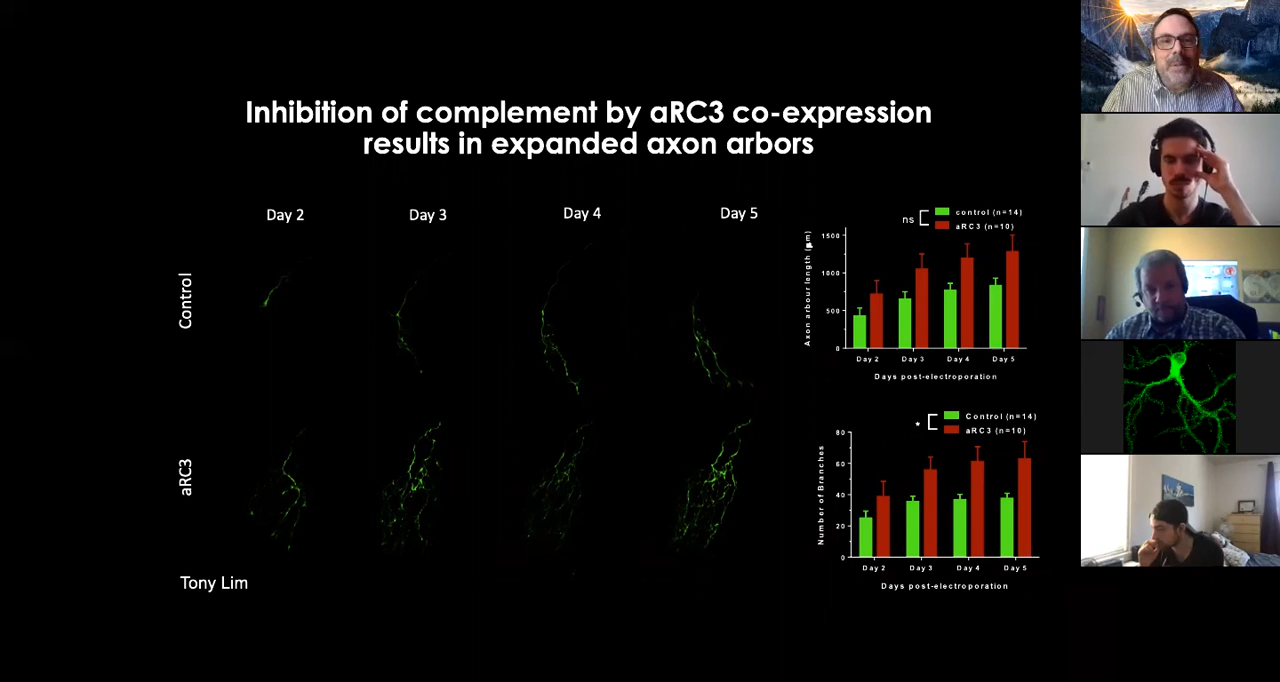 Inhibition of complement by aRC3 co-expression
results in expanded axon arbors
Day 2
Day 3
Day 4
Day 5
Control
aRC3
Tony Lim
ns
control (n=14)
aRC3 (n=10)
Axon arbour length (µm)
1500
1000
500
0
Day 2
Day 3
Day 4
Day 5
Days post-electroporation
*
Control (n=14)
aRC3 (n=10)
Number of Branches
80
60
40
20
0
Day 2
Day 3
Day 4
Day 5
Days post-electroporation